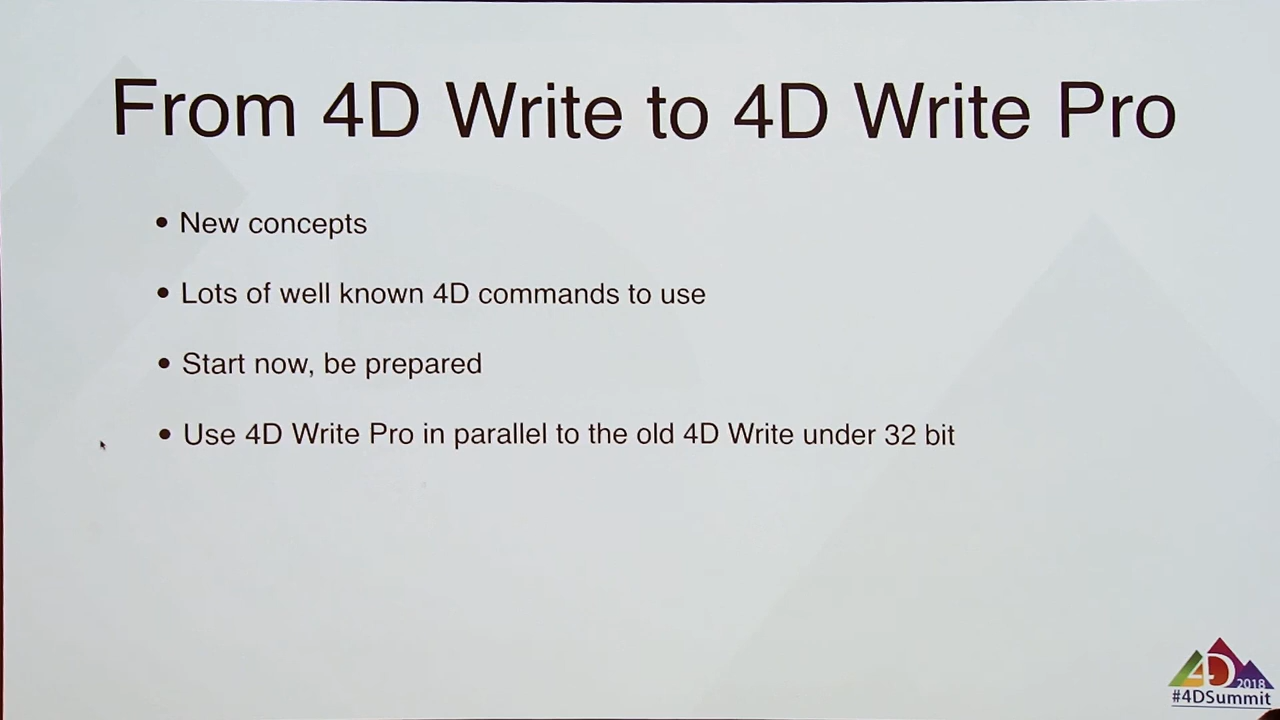 From 4D Write to 4D Write Pro
• New concepts
• Lots of well known 4D commands to use
• Start now, be prepared
• Use 4D Write Pro in parallel to the old 4D Write under 32 bit
4D 2018
#4DSummit